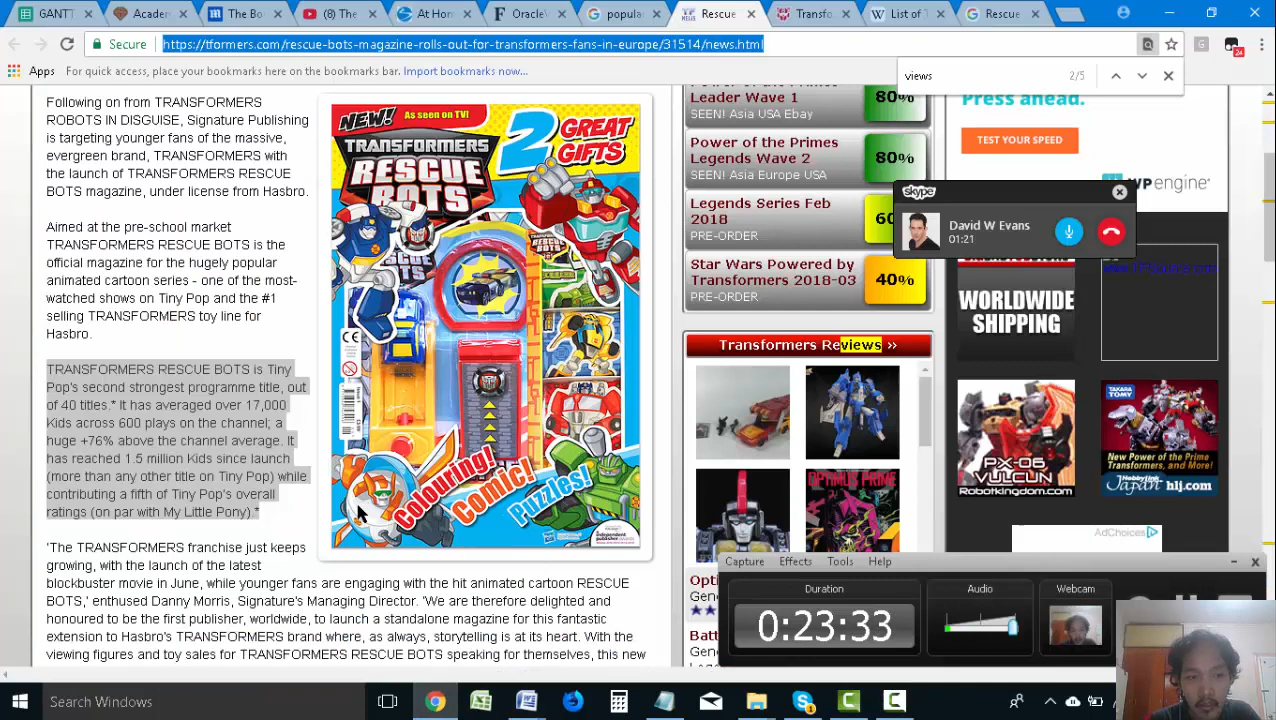 GANTT
Academ
The Bo
(8) The
At Hom
OracleV
popular
Rescue
Transfo
List of T
Rescue
Secure
https://tformers.com/rescue-bots-magazine-rolls-out-for-transformers-fans-in-europe/31514/news.html
24
Apps
For quick access, place your bookmarks here on the bookmarks bar.
Import bookmarks now...
views
2/5
Following on from TRANSFORMERS
ROBOTS IN DISGUISE, Signature Publishing
is targeting younger fans of the massive
evergreen brand, TRANSFORMERS with
the launch of TRANSFORMERS RESCUE
BOTS magazine, under license from Hasbro.
Aimed at the pre-school market
TRANSFORMERS RESCUE BOTS is the
official magazine for the hugely popular
animated cartoon series - one of the most-
watched shows on Tiny Pop and the #1
selling TRANSFORMERS toy line for
Hasbro.
TRANSFORMERS RESCUE BOTS is Tiny
Pop's second strongest programme title, out
of 40 titles.* It has averaged over 17,000
Kids across 600 plays on the channel; a
huge +76% above the channel average. It
has reached 1.5 million Kids since launch
(more than any other title on Tiny Pop) while
contributing a fifth of Tiny Pop's overall
ratings (on par with My Little Pony).
'The TRANSFORMERS franchise just keeps
growing, with the launch of the latest
blockbuster movie in June, while younger fans are engaging with the hit animated cartoon RESCUE
BOTS,' enthused Danny Morris, Signature's Managing Director. 'We are therefore delighted and
honoured to be the first publisher, worldwide, to launch a standalone magazine for this fantastic
extension to Hasbro's TRANSFORMERS brand where, as always, storytelling is at its heart. With the
viewing figures and toy sales for TRANSFORMERS RESCUE BOTS speaking for themselves, this new
NEW!
As seen on TV!
2 GREAT
GIFTS
TRANSFORMERS
RESCUE
BOTS
Colouring!
Comic!
Puzzles!
Leader Wave 1
SEEN! Asia USA Ebay
80%
Power of the Primes
Legends Wave 2
SEEN! Asia Europe USA
80%
Legends Series Feb
2018
PRE-ORDER
Star Wars Powered by
Transformers 2018-03
PRE-ORDER
40%
Transformers Reviews »
Press ahead.
TEST YOUR SPEED
WP engine
skype
David W Evans
01:21
WORLDWIDE
SHIPPING
www.TFsource.com
PX-06
VULCUN
Robotkingdom.com
TAKARA
TOMY
New Power of the Prime
Transformers, and More!
HobbyLink
Japan hlj.com
AdChoices
OPTIMUS PRIME
Opti
Gene
Batt
Capture
Effects
Tools
Help
Duration
Audio
Webcam
0:23:33
Search Windows